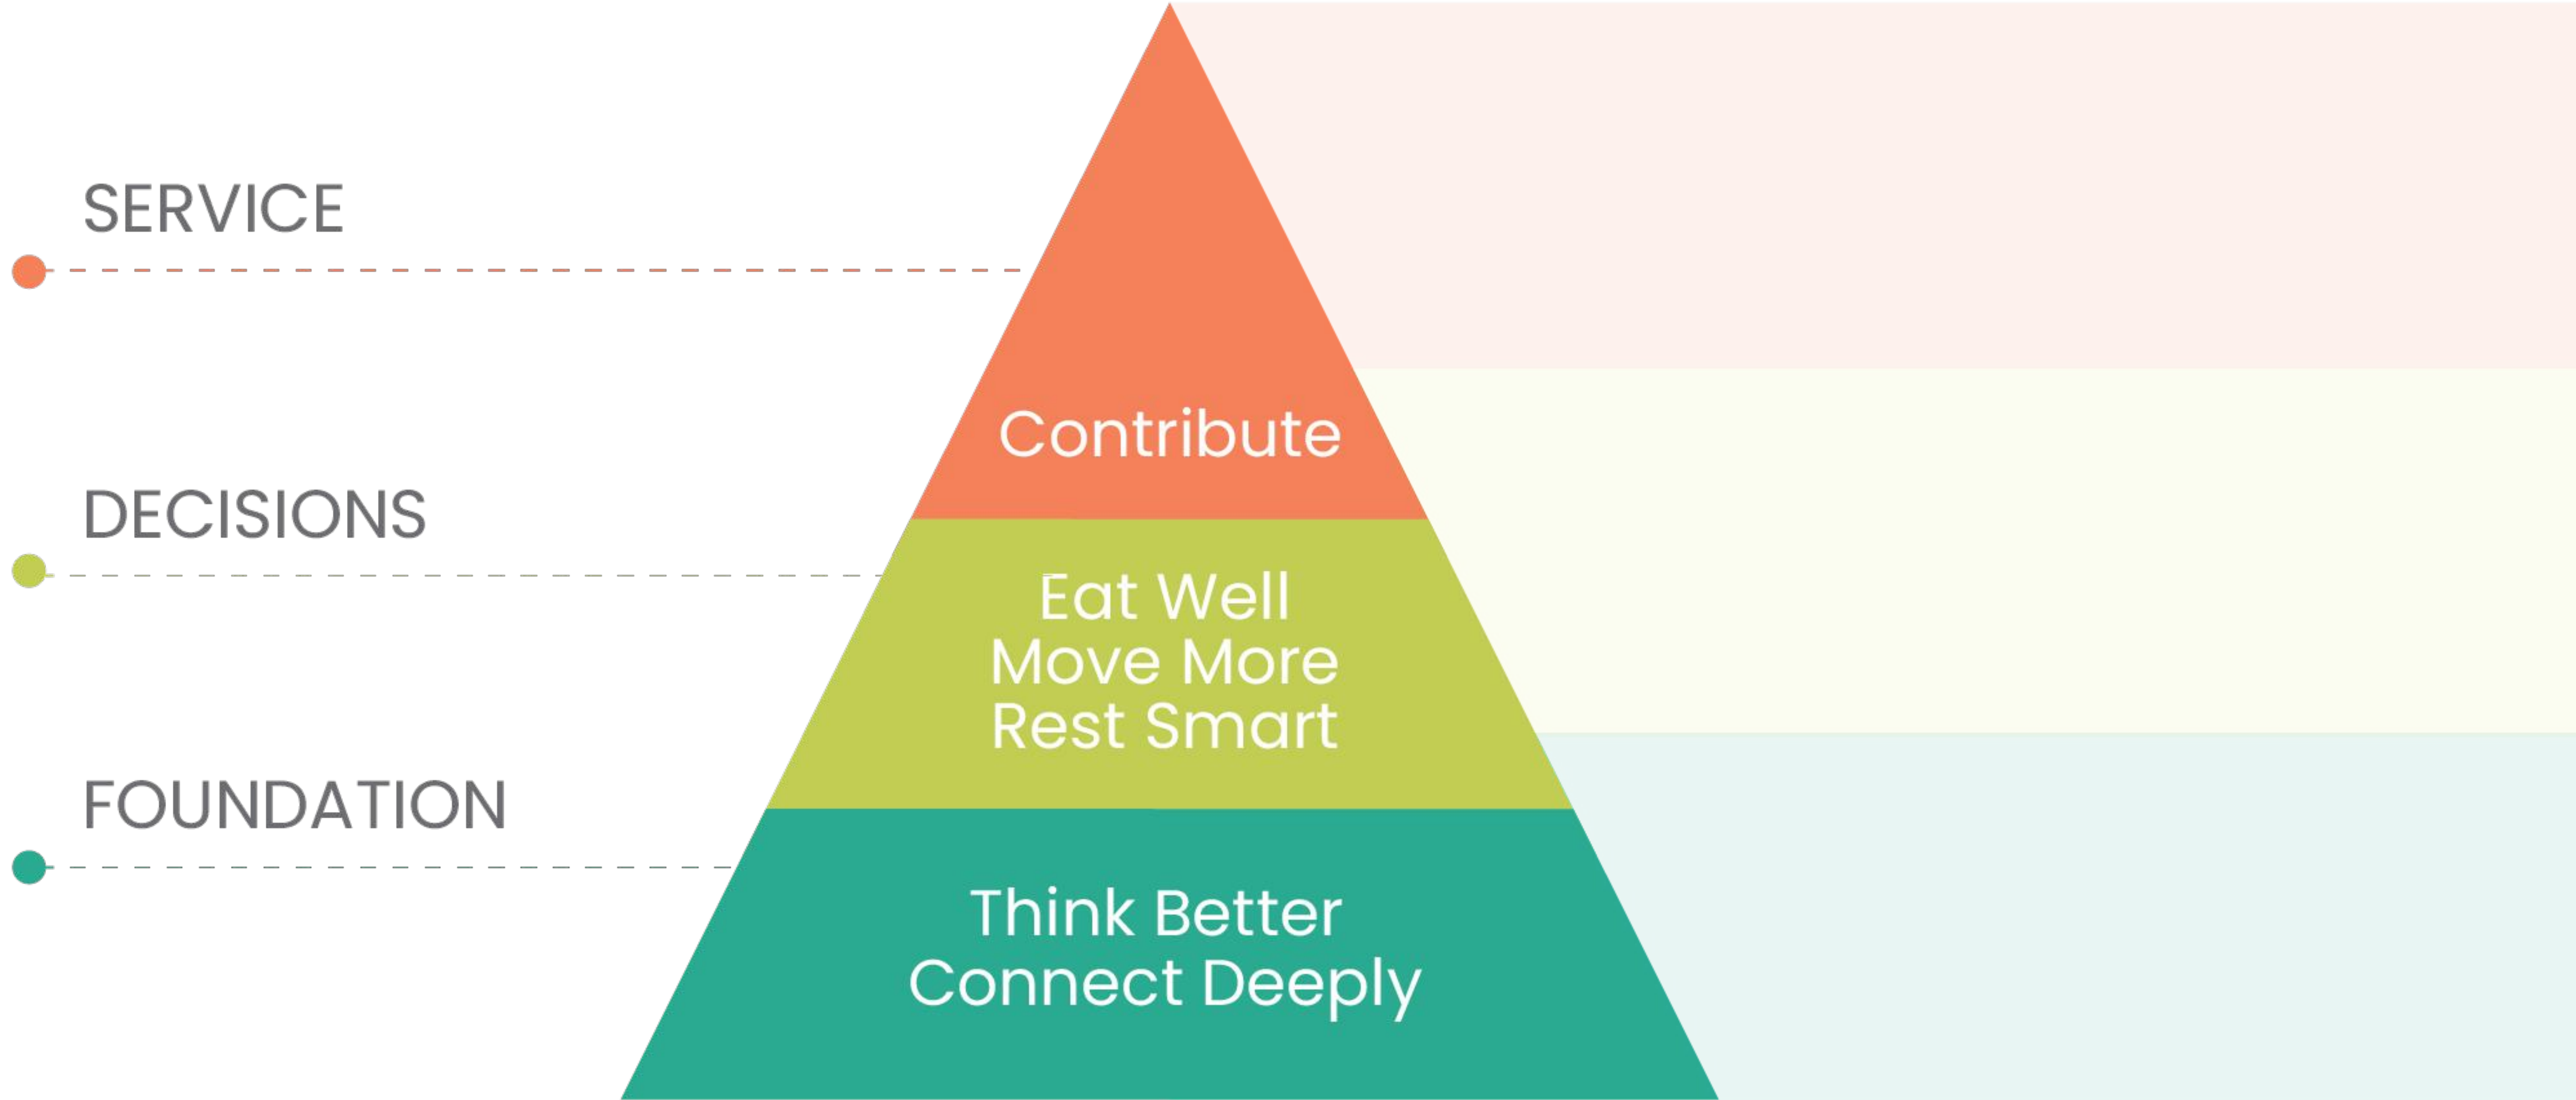 SERVICE
Contribute
DECISIONS
Eat Well
Move More
Rest Smart
FOUNDATION
Think Better
Connect Deeply